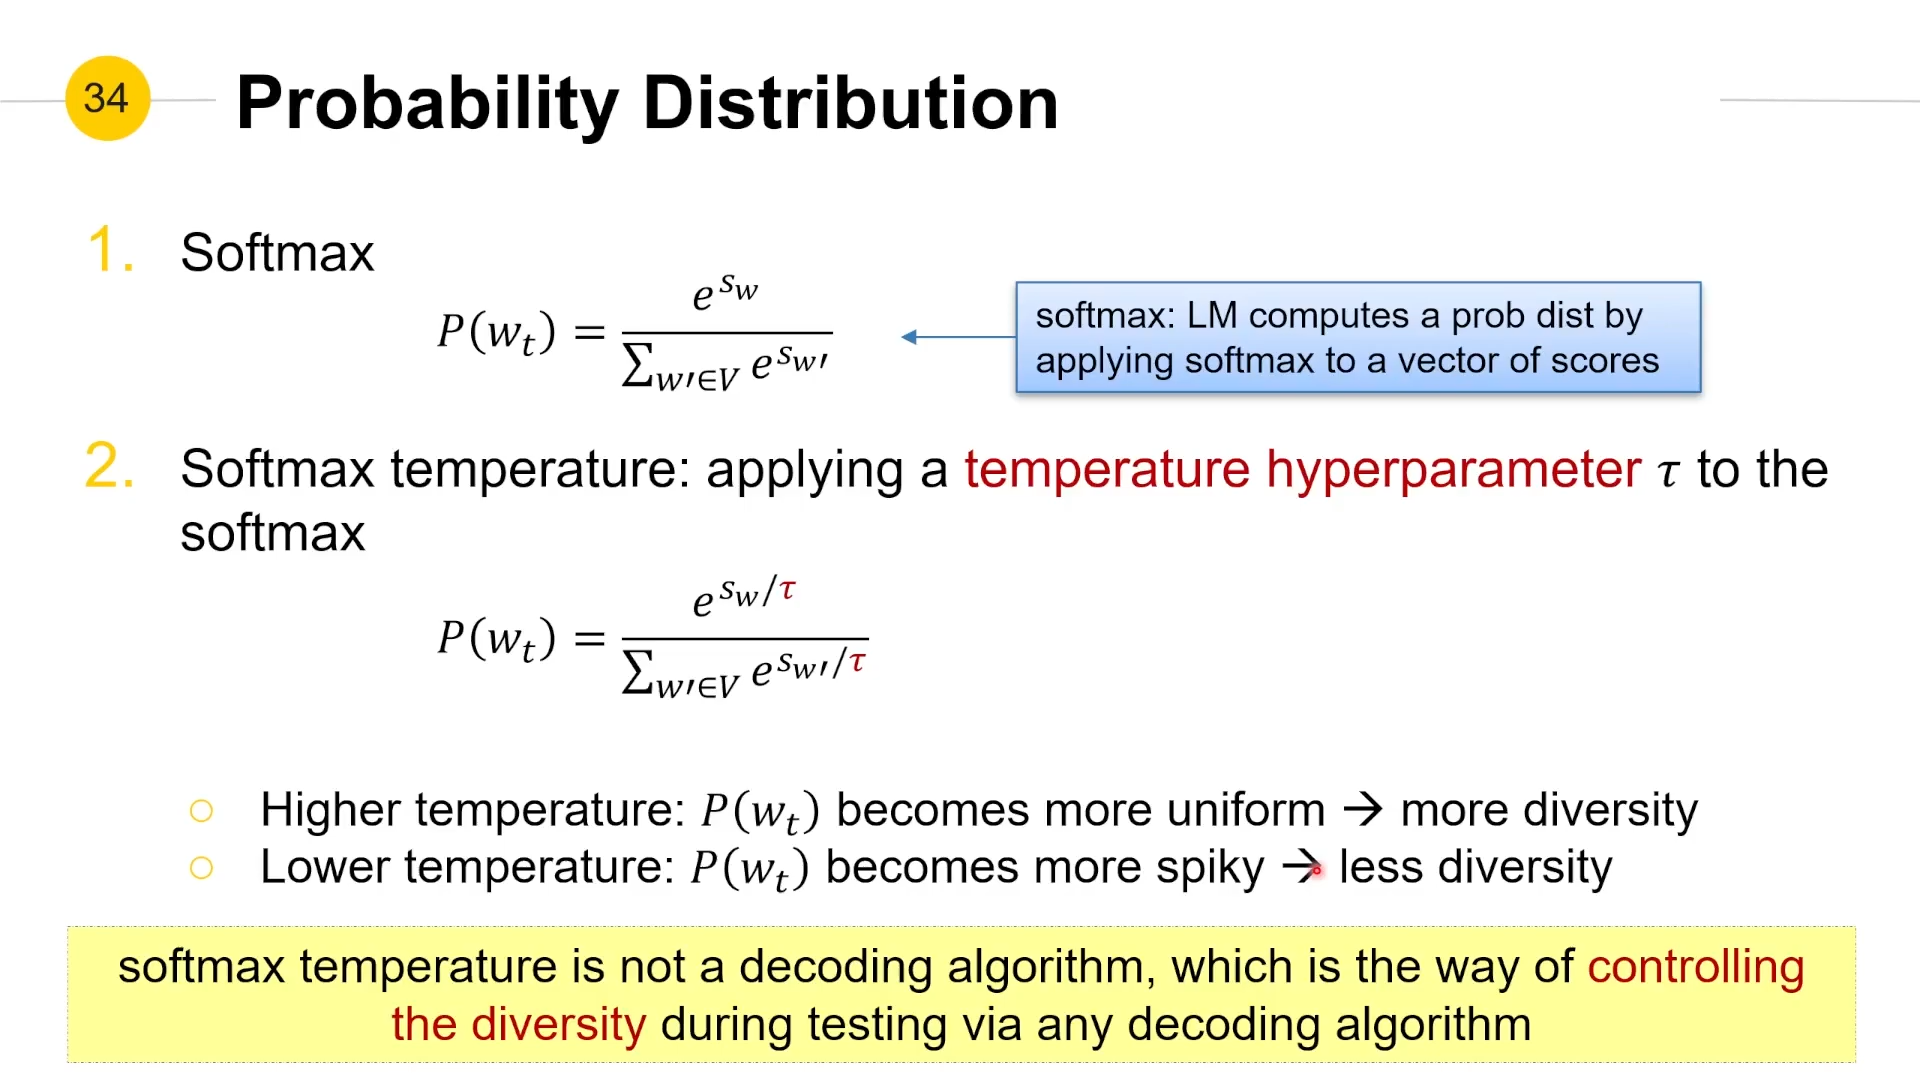 34
Probability Distribution
1. Softmax
P(w_t) = e^{s_w} / ∑_{w′∈V} e^{s_{w′}}
softmax: LM computes a prob dist by
applying softmax to a vector of scores
2. Softmax temperature: applying a temperature hyperparameter τ to the
softmax
P(w_t) = e^{s_w/τ} / ∑_{w′∈V} e^{s_{w′}/τ}
○ Higher temperature: P(w_t) becomes more uniform → more diversity
○ Lower temperature: P(w_t) becomes more spiky → less diversity
softmax temperature is not a decoding algorithm, which is the way of controlling
the diversity during testing via any decoding algorithm